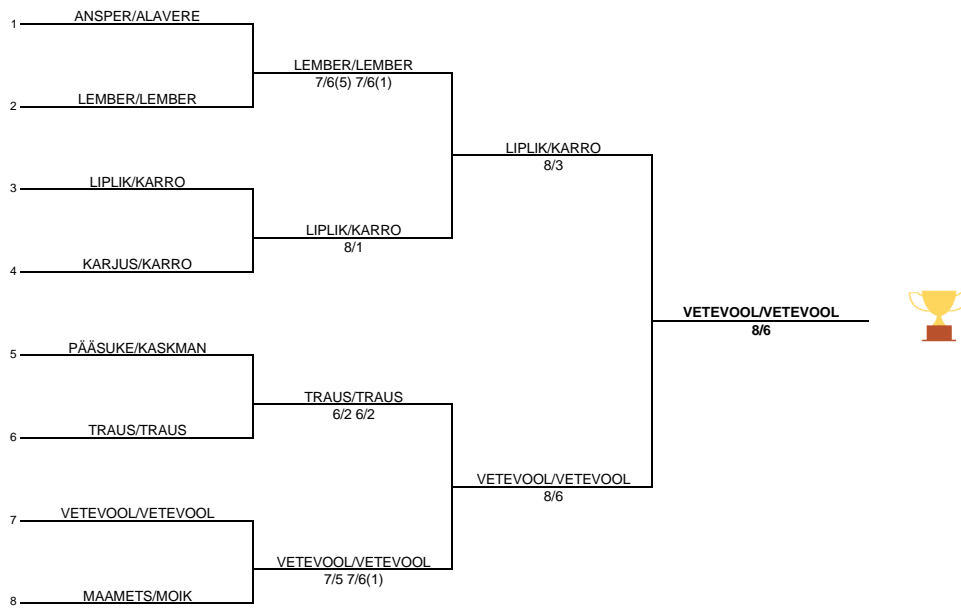 1 ANSPER/ALAVERE
LEMBER/LEMBER
7/6(5) 7/6(1)
2 LEMBER/LEMBER
LIPLIK/KARRO
8/3
3 LIPLIK/KARRO
LIPLIK/KARRO
8/1
4 KARJUS/KARRO
VETEVOOL/VETEVOOL
8/6
5 PÄÄSUKE/KASKMAN
TRAUS/TRAUS
6/2 6/2
6 TRAUS/TRAUS
VETEVOOL/VETEVOOL
8/6
7 VETEVOOL/VETEVOOL
VETEVOOL/VETEVOOL
7/5 7/6(1)
8 MAAMETS/MOIK